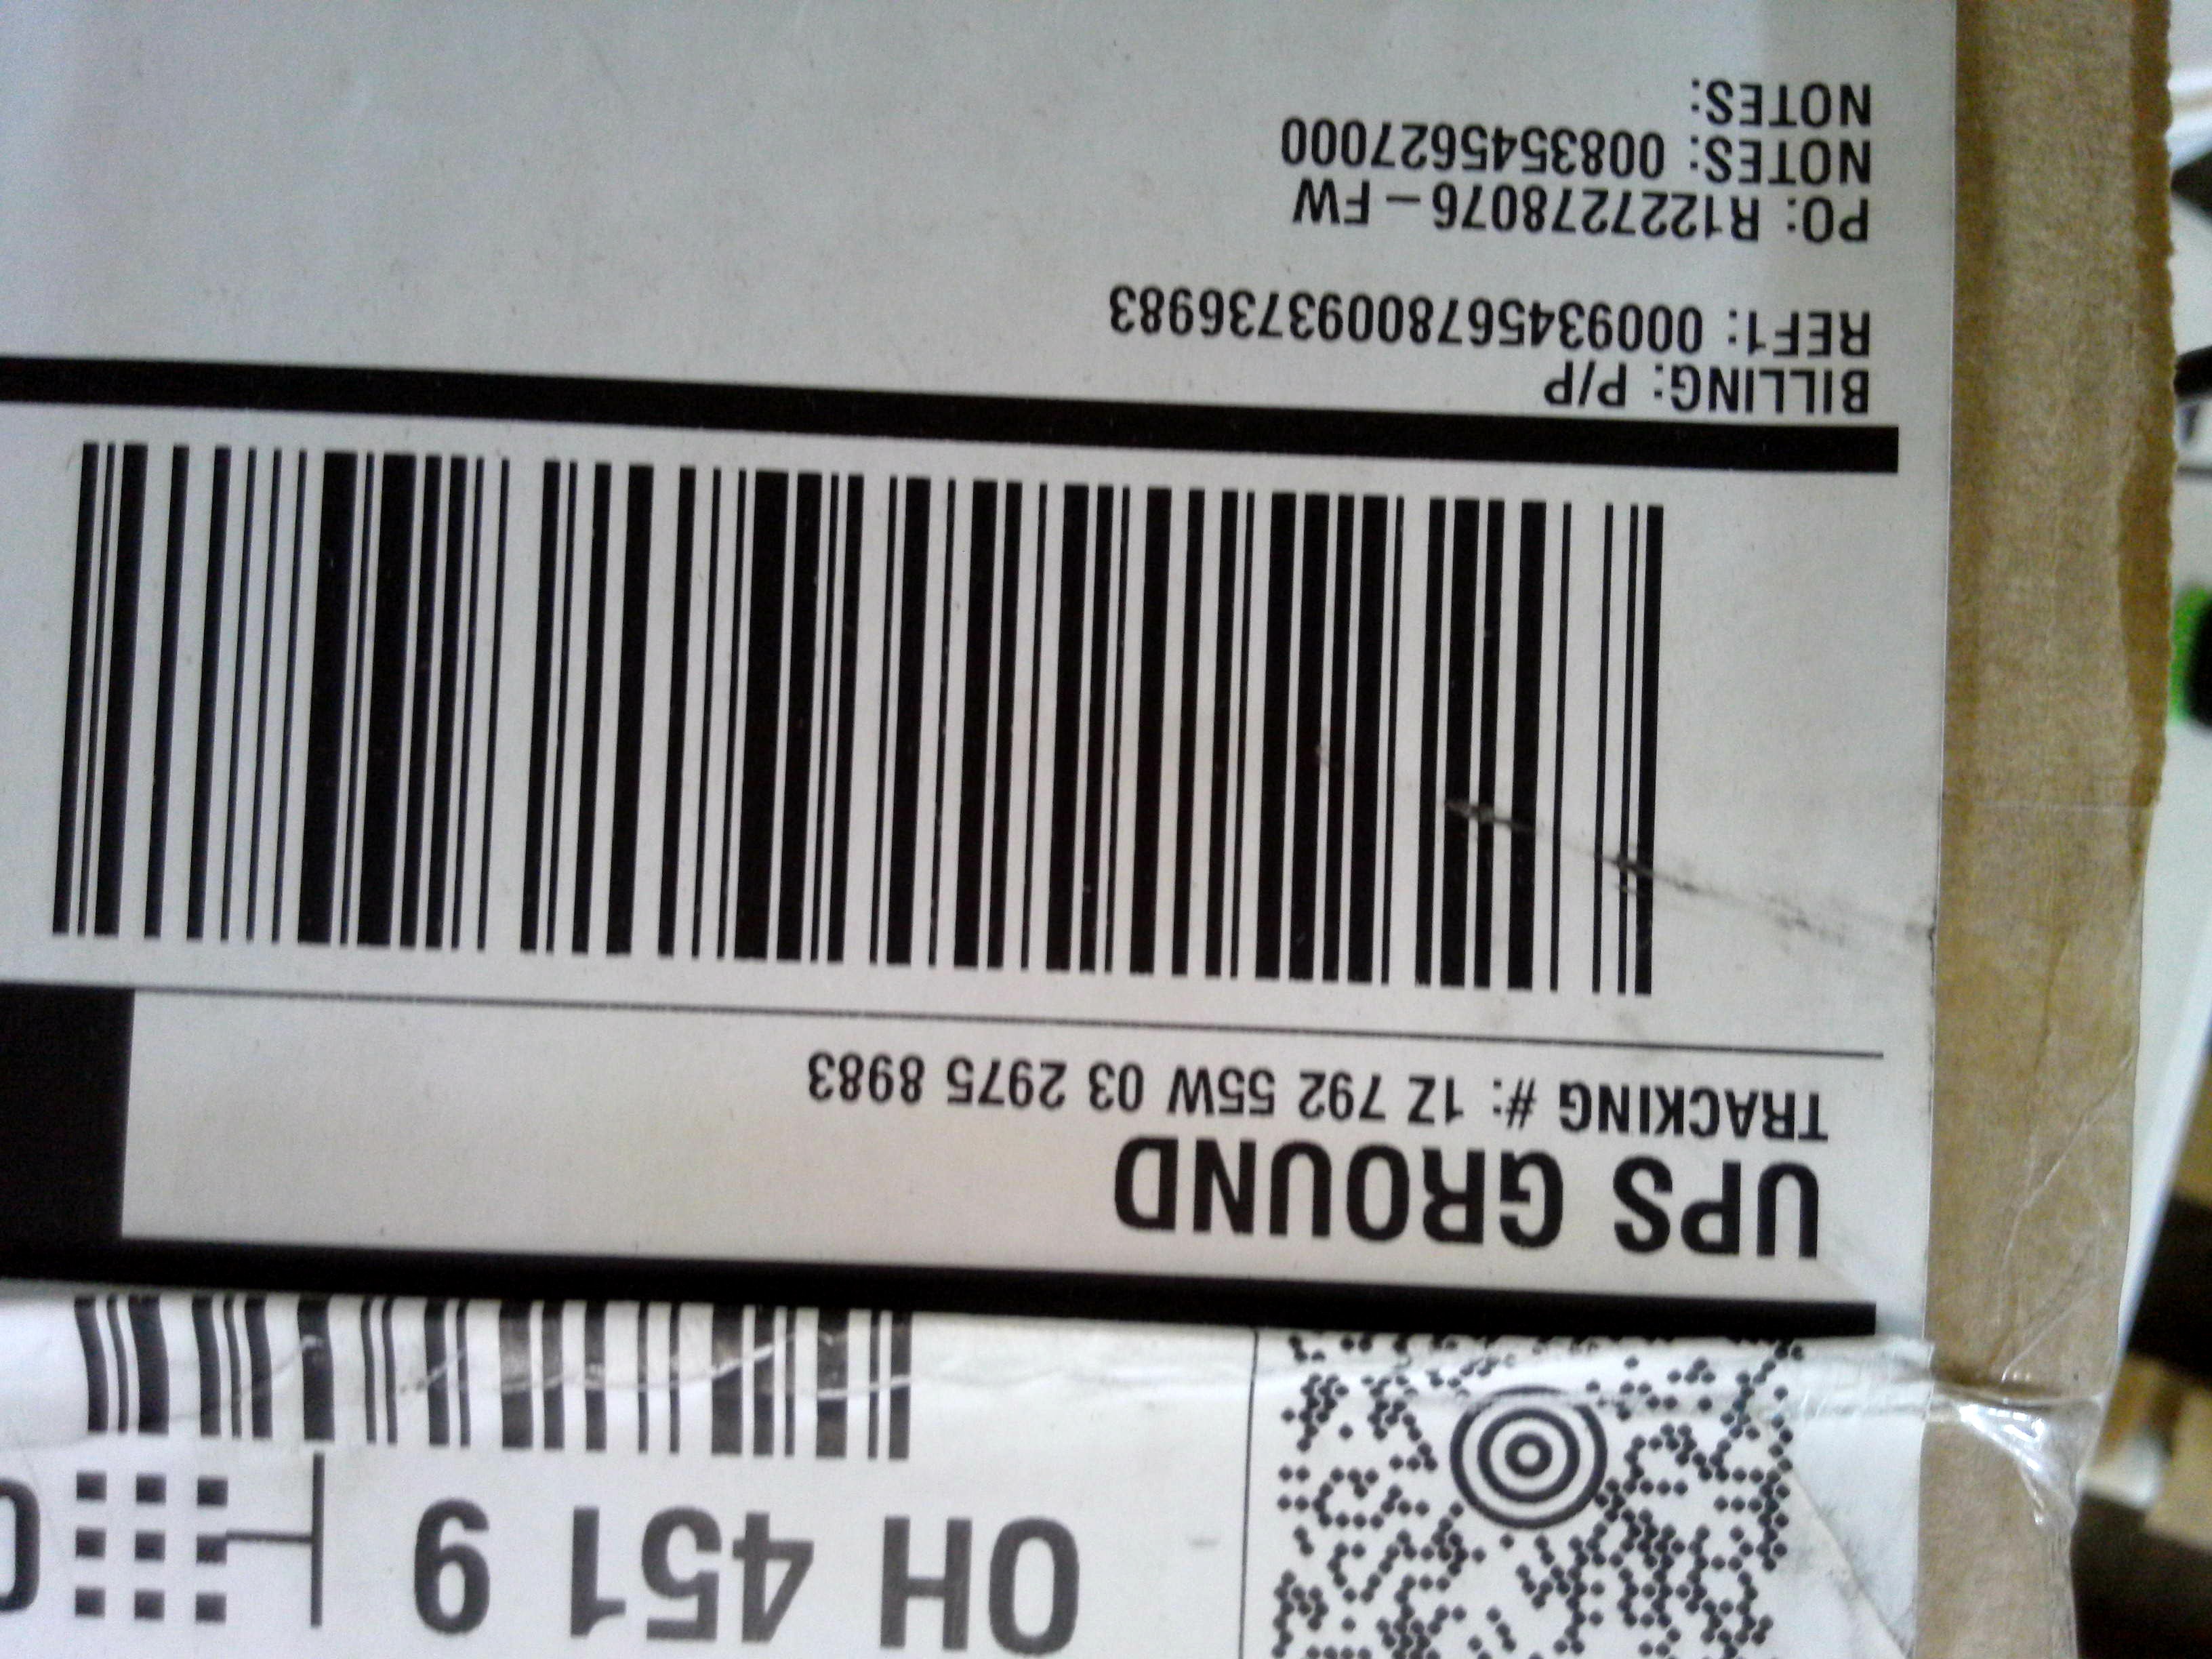 OH 451 9
UPS GROUND
TRACKING #: 1Z 792 55W 03 2975 8983
BILLING: P/P
REF1: 00093456780093736983
PO: R1227278076 – FW
NOTES: 0083545627000
NOTES: